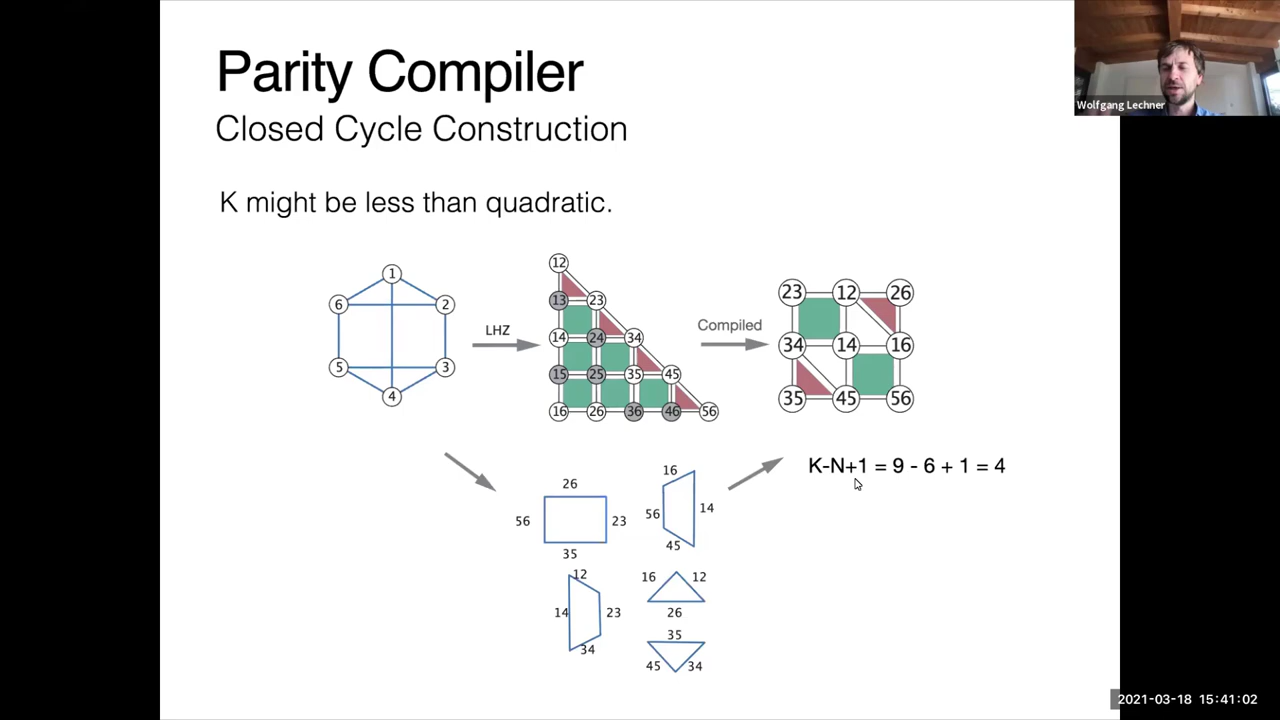 Parity Compiler
Wolfgang Lechner
Closed Cycle Construction
K might be less than quadratic.
1
6 2
5 3
4
LHZ
12
13 23
14 24 34
15 25 35 45
16 26 36 46 56
Compiled
23 12 26
34 14 16
35 45 56
K-N+1 = 9 - 6 + 1 = 4
26
56 23
35
16
56 14
45
12
14 23
34
16 12
26
35
45 34
2021-03-18 15:41:02